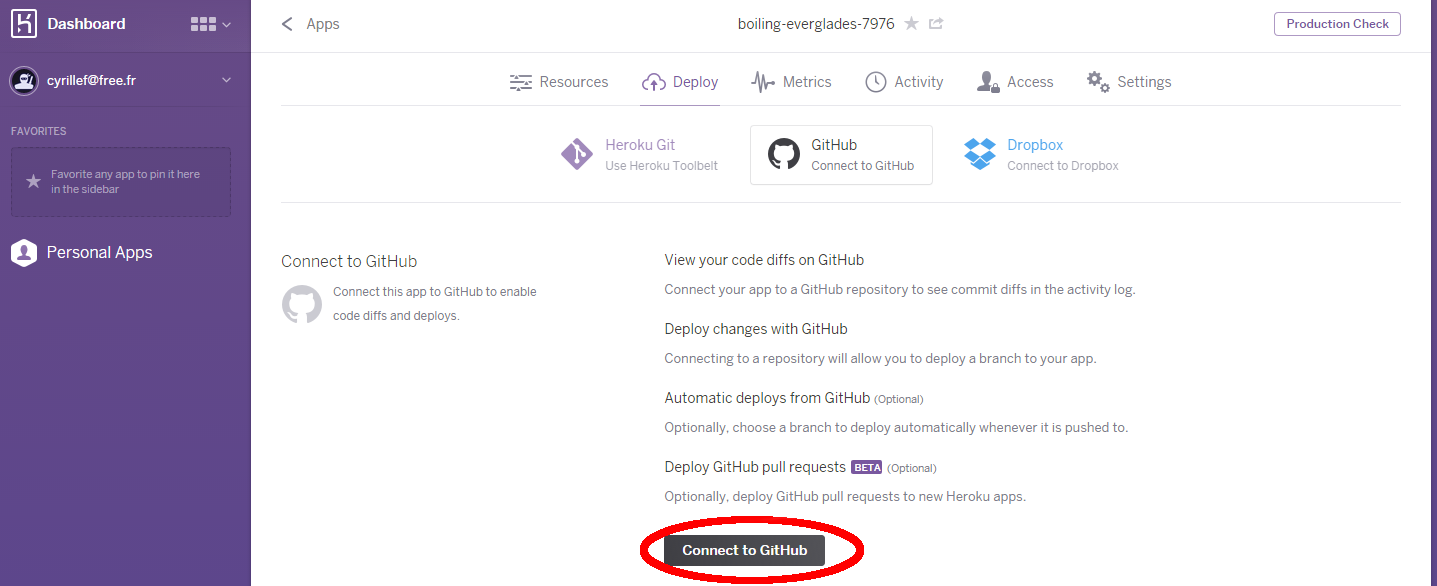 Dashboard
cyrillef@free.fr
FAVORITES
Favorite any app to pin it here
in the sidebar
Personal Apps
Apps
boiling-everglades-7976
Production Check
Resources
Deploy
Metrics
Activity
Access
Settings
Heroku Git
Use Heroku Toolbelt
GitHub
Connect to GitHub
Dropbox
Connect to Dropbox
Connect to GitHub
Connect this app to GitHub to enable
code diffs and deploys.
View your code diffs on GitHub
Connect your app to a GitHub repository to see commit diffs in the activity log.
Deploy changes with GitHub
Connecting to a repository will allow you to deploy a branch to your app.
Automatic deploys from GitHub (Optional)
Optionally, choose a branch to deploy automatically whenever it is pushed to.
Deploy GitHub pull requests BETA (Optional)
Optionally, deploy GitHub pull requests to new Heroku apps.
Connect to GitHub